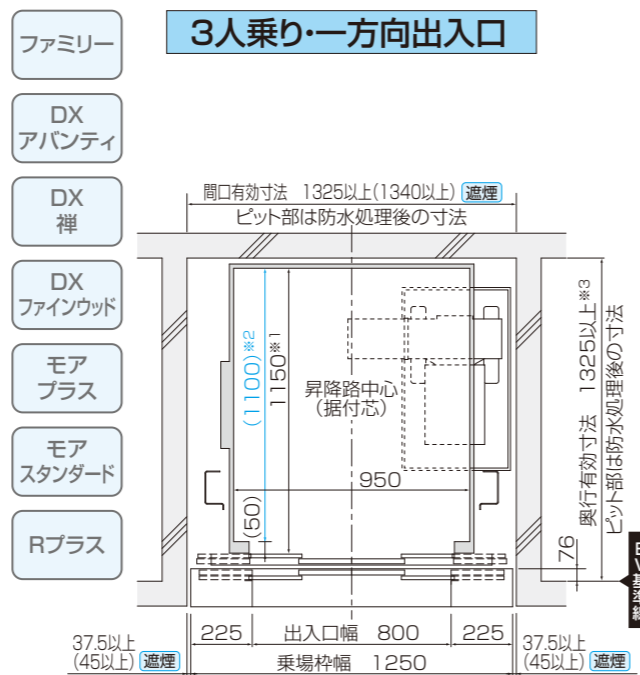 3人乗り・一方向出入口
ファミリー
DX
アバンティ
DX
禅
DX
ファインウッド
モア
プラス
モア
スタンダード
Rプラス
間口有効寸法 1325以上(1340以上) 遮煙
ピット部は防水処理後の寸法
(1100)※2
1150※1
昇降路中心
(据付芯)
950
(50)
奥行有効寸法 1325以上※3
ピット部は防水処理後の寸法
76
EV基準線
225
出入口幅 800
225
37.5以上
(45以上) 遮煙
乗場枠幅 1250
37.5以上
(45以上) 遮煙